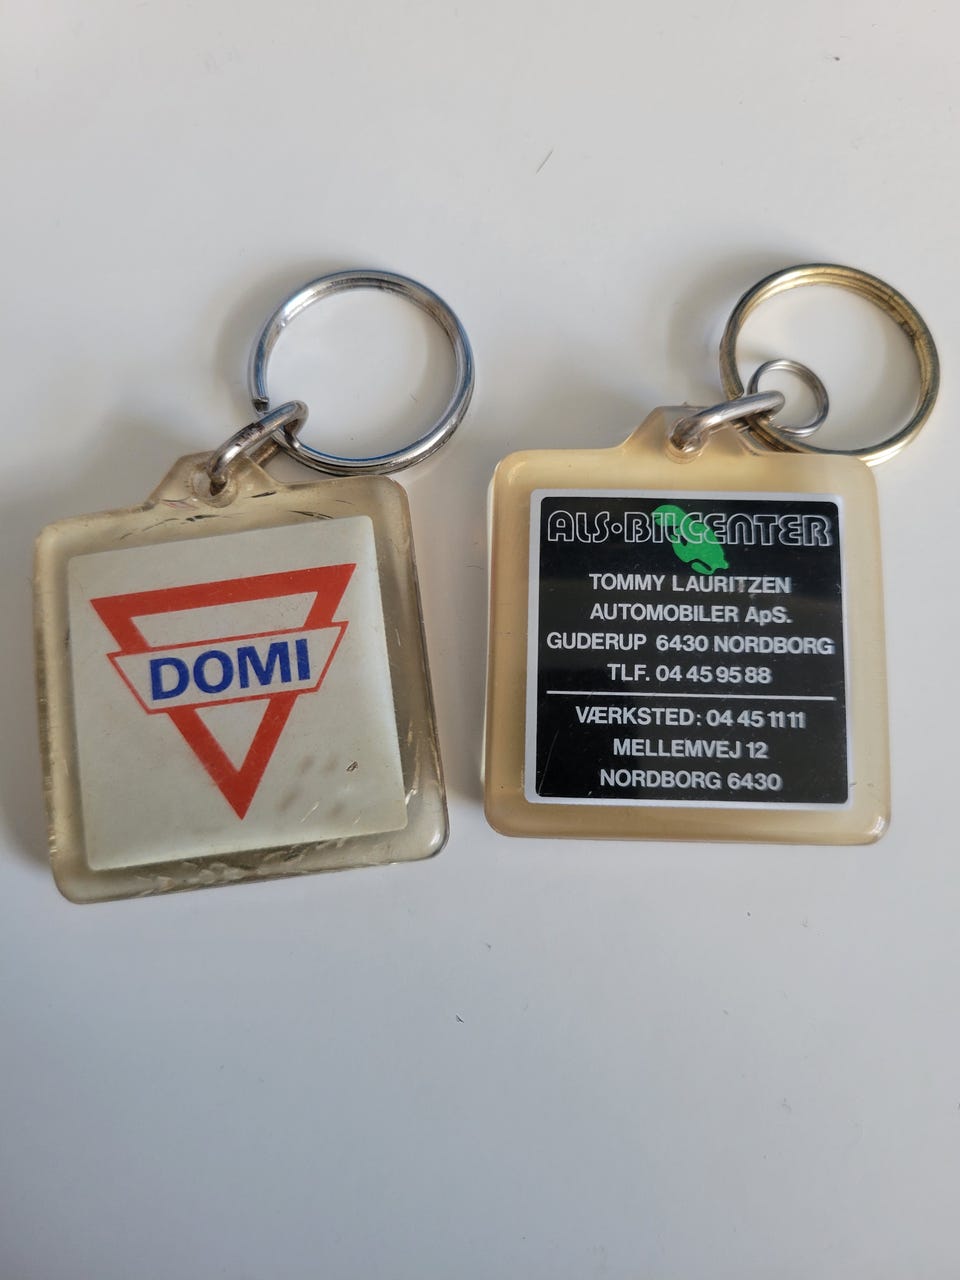 DOMI
ALS·BILCENTER
TOMMY LAURITZEN
AUTOMOBILER ApS.
GUDERUP 6430 NORDBORG
TLF. 04 45 95 88
VÆRKSTED: 04 45 11 11
MELLEMVEJ 12
NORDBORG 6430